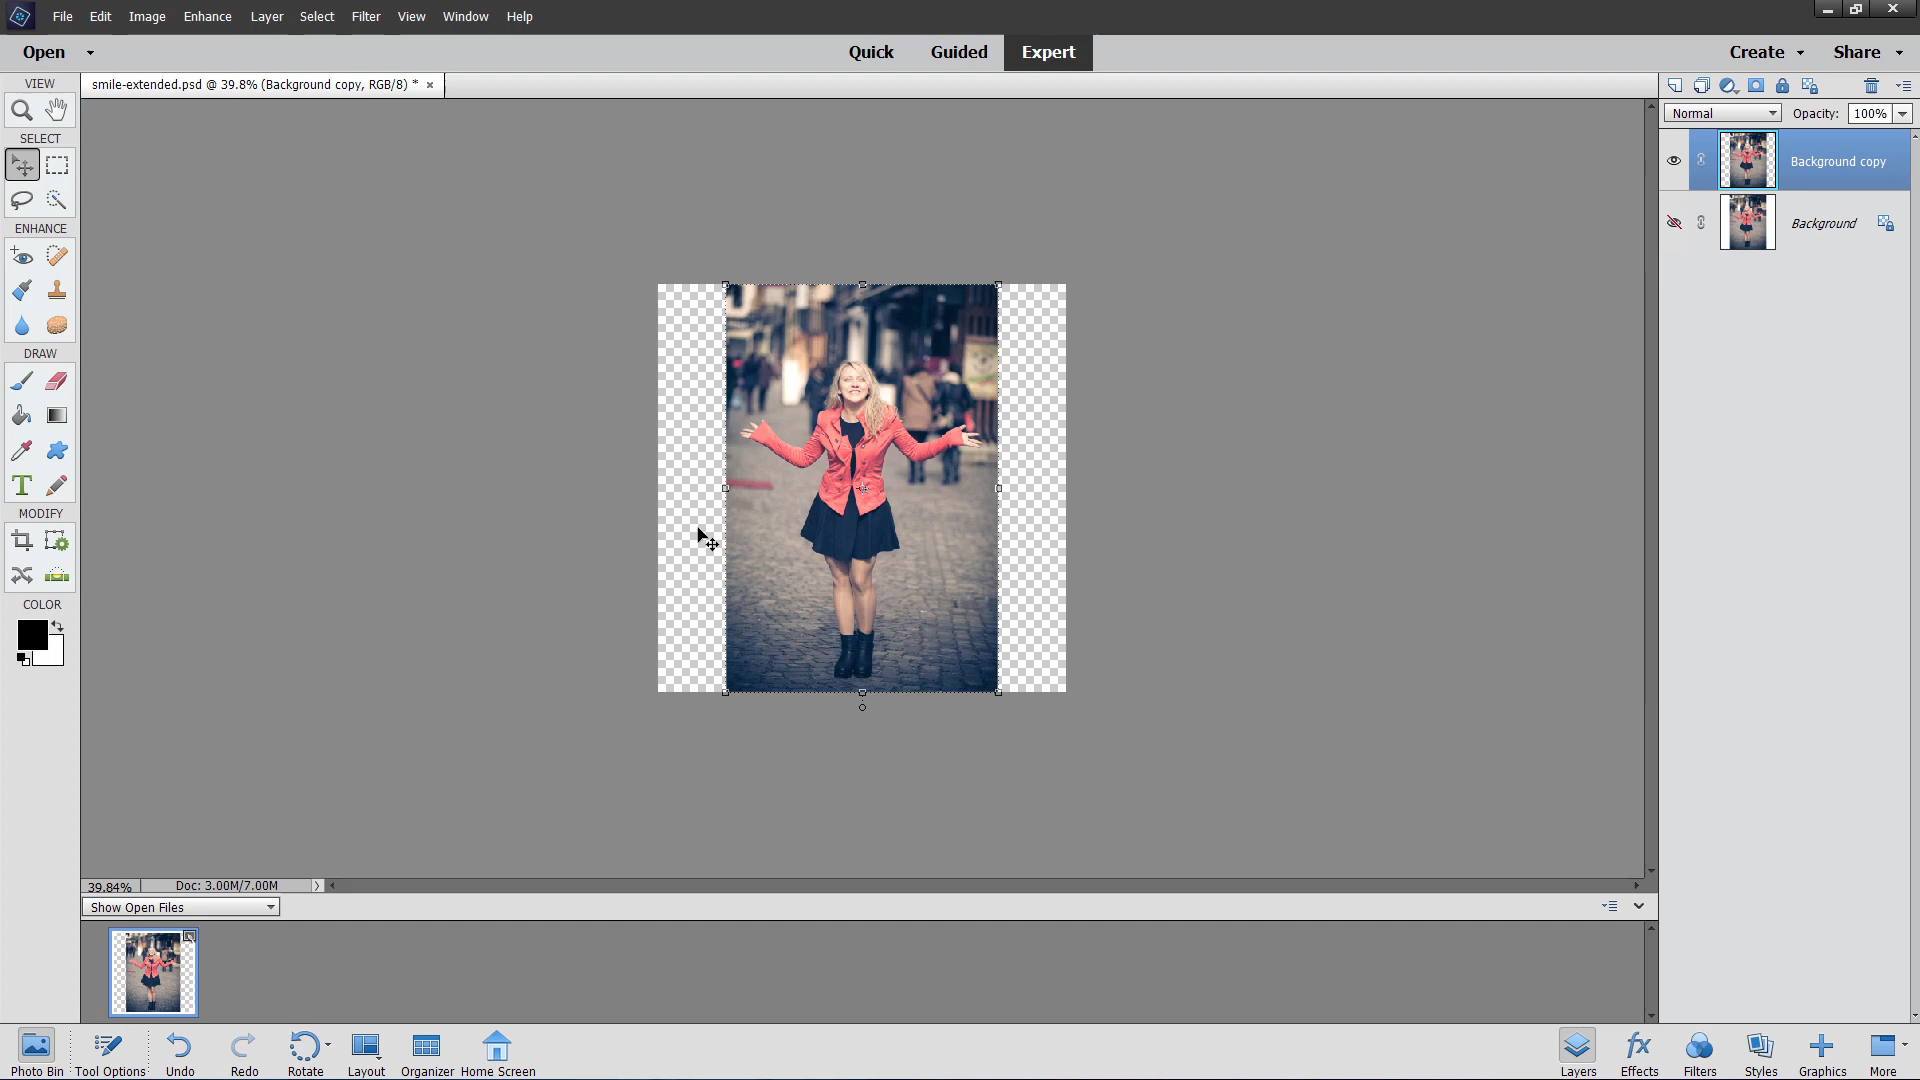 File Edit Image Enhance Layer Select Filter View Window Help
Open Quick Guided Expert Create Share
VIEW
smile-extended.psd @ 39.8% (Background copy, RGB/8) * ×
Normal Opacity: 100%
SELECT
Background copy
Background
ENHANCE
DRAW
T
MODIFY
COLOR
39.84% Doc: 3.00M/7.00M
Show Open Files
fx
Photo Bin Tool Options Undo Redo Rotate Layout Organizer Home Screen Layers Effects Filters Styles Graphics More